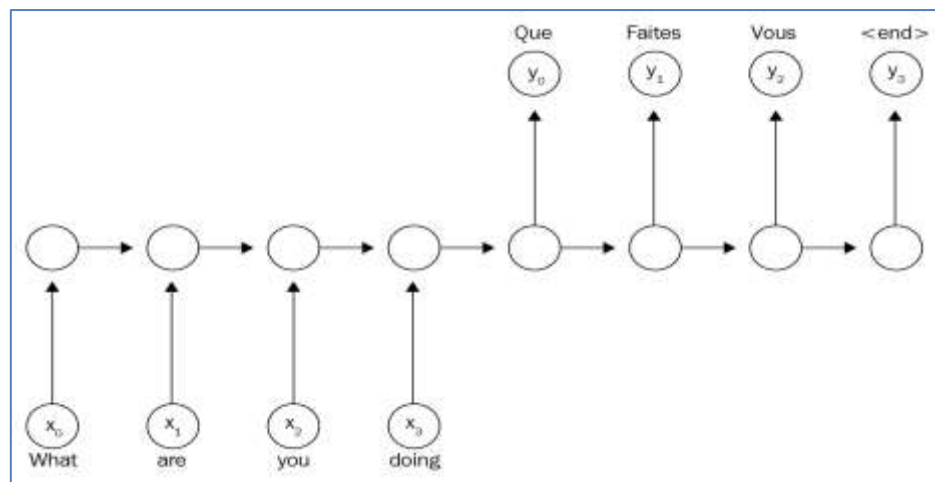 Que Faites Vous <end>
y₀ y₁ y₂ y₃
x₀ x₁ x₂ x₃
What are you doing